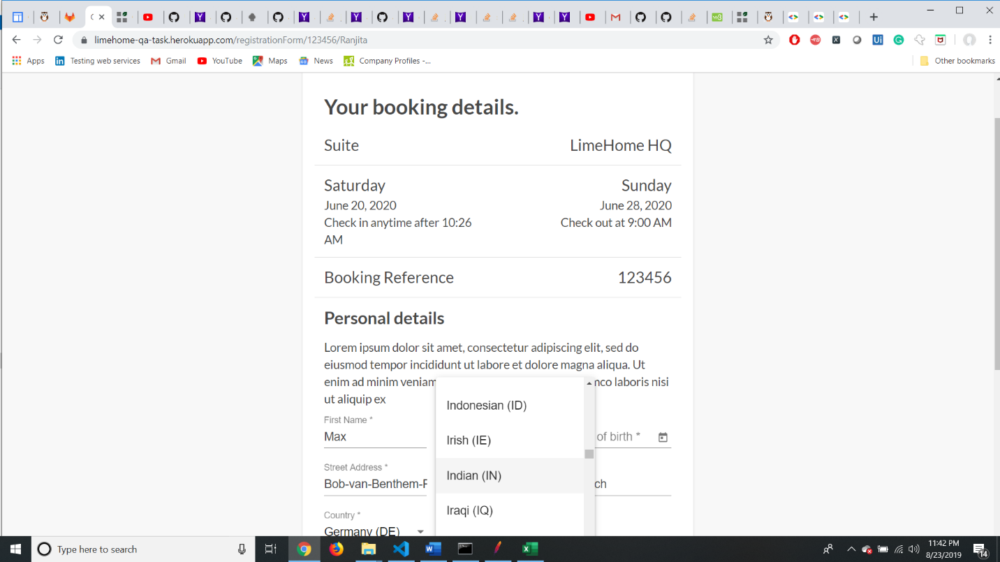 limehome-qa-task.herokuapp.com/registrationForm/123456/Ranjita
Apps
Testing web services
Gmail
YouTube
Maps
News
Company Profiles -...
Other bookmarks
Your booking details.
Suite
LimeHome HQ
Saturday
June 20, 2020
Check in anytime after 10:26
AM
Sunday
June 28, 2020
Check out at 9:00 AM
Booking Reference
123456
Personal details
Lorem ipsum dolor sit amet, consectetur adipiscing elit, sed do
eiusmod tempor incididunt ut labore et dolore magna aliqua. Ut
enim ad minim veniam nco laboris nisi
ut aliquip ex
Indonesian (ID)
Irish (IE)
Indian (IN)
Iraqi (IQ)
First Name *
Max
of birth *
Street Address *
Bob-van-Benthem-F
ch
Country *
Germany (DE)
Type here to search
11:42 PM
8/23/2019
14